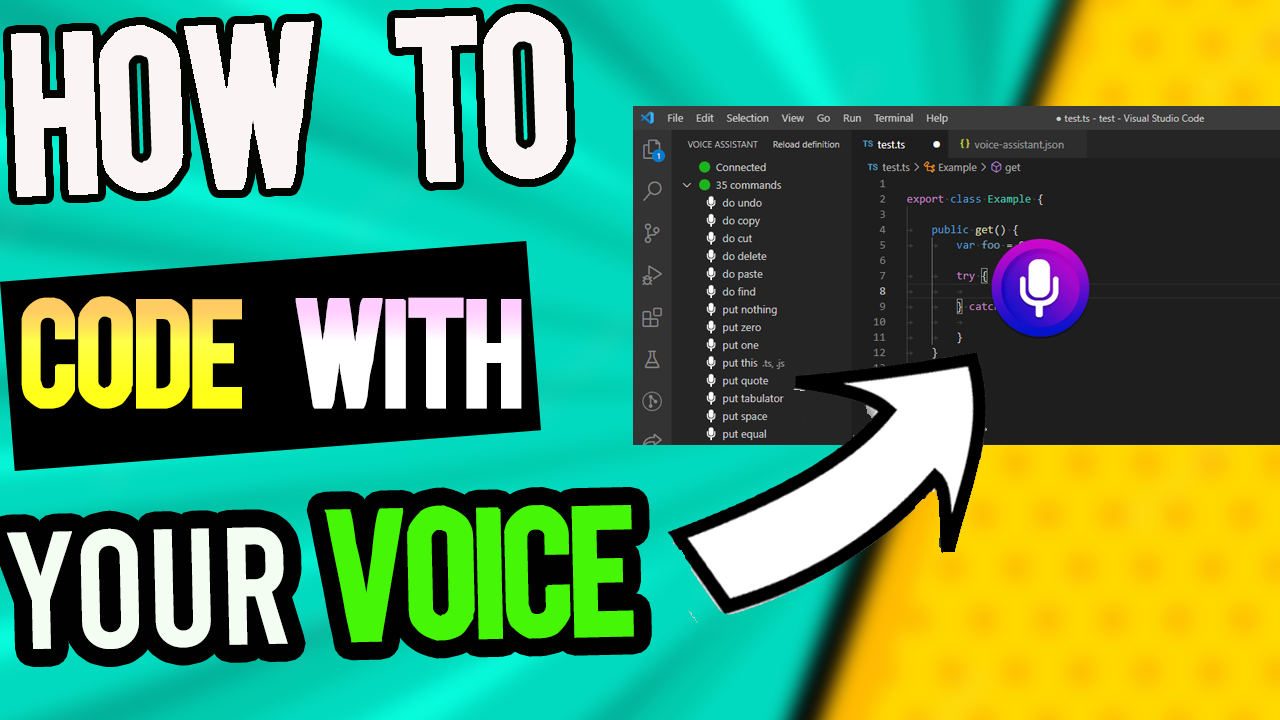 HOW TO
CODE WITH
YOUR VOICE
File Edit Selection View Go Run Terminal Help
● test.ts - test - Visual Studio Code
VOICE ASSISTANT Reload definition
Connected
35 commands
do undo
do copy
do cut
do delete
do paste
do find
put nothing
put zero
put one
put this .ts, .js
put quote
put tabulator
put space
put equal
1
TS test.ts ●
{} voice-assistant.json
TS test.ts > Example > get
1
2 export class Example {
3
4 public get() {
5 var foo =
6
7 try {
8
9 } catc
10
11 }
12 }